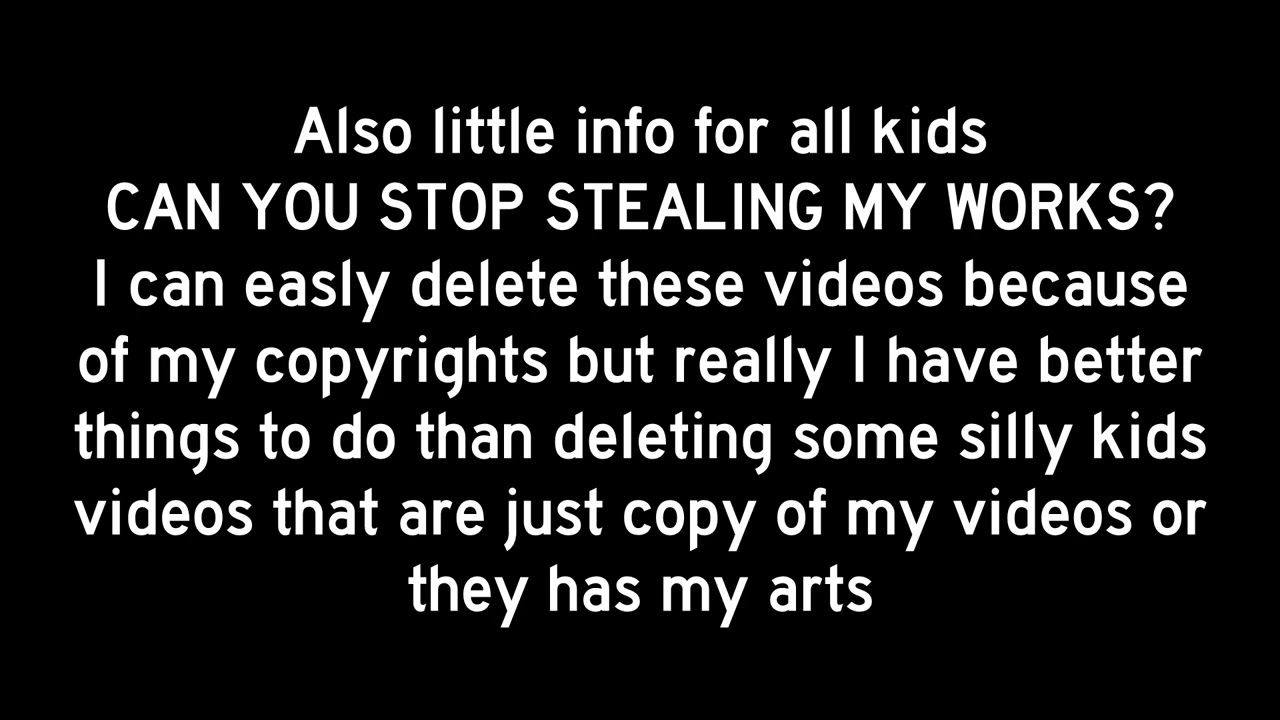 Also little info for all kids
CAN YOU STOP STEALING MY WORKS?
I can easly delete these videos because
of my copyrights but really I have better
things to do than deleting some silly kids
videos that are just copy of my videos or
they has my arts